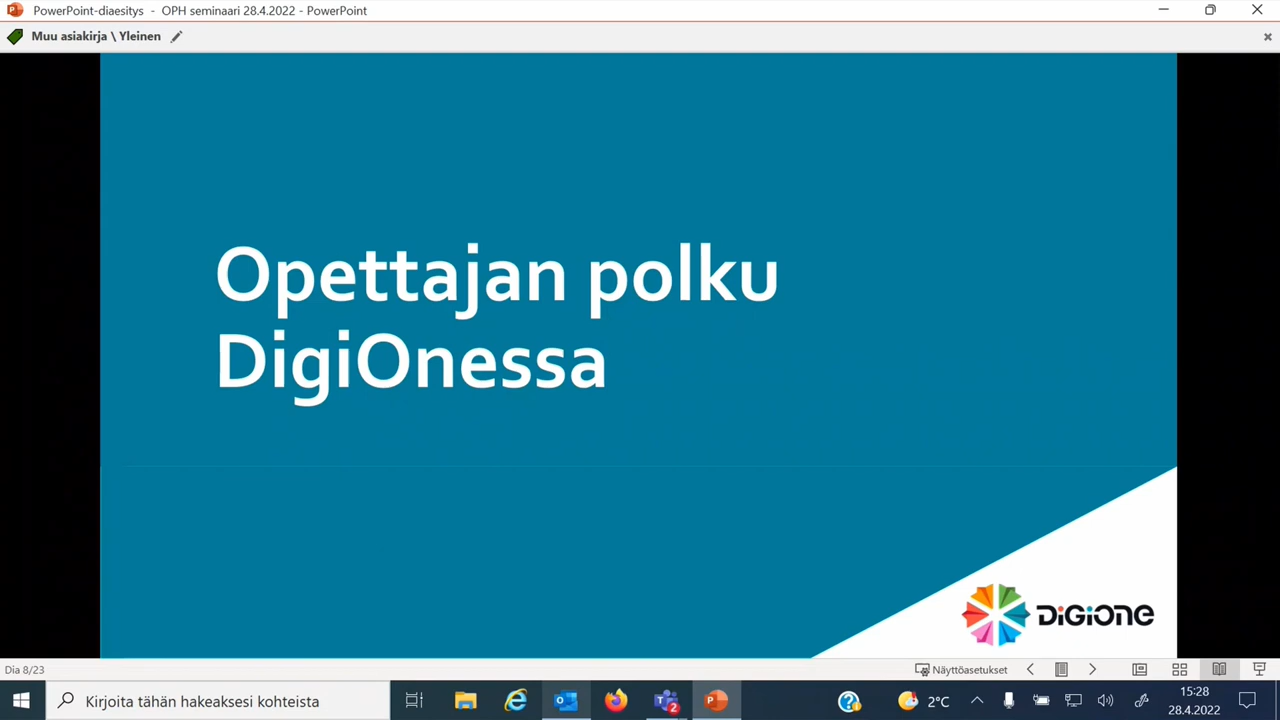 PowerPoint-diaesitys - OPH seminaari 28.4.2022 - PowerPoint
Muu asiakirja \ Yleinen
Opettajan polku
DigiOnessa
DIGIONE
Dia 8/23
Näyttöasetukset
Kirjoita tähän hakeaksesi kohteista
2
2°C
15:28
28.4.2022